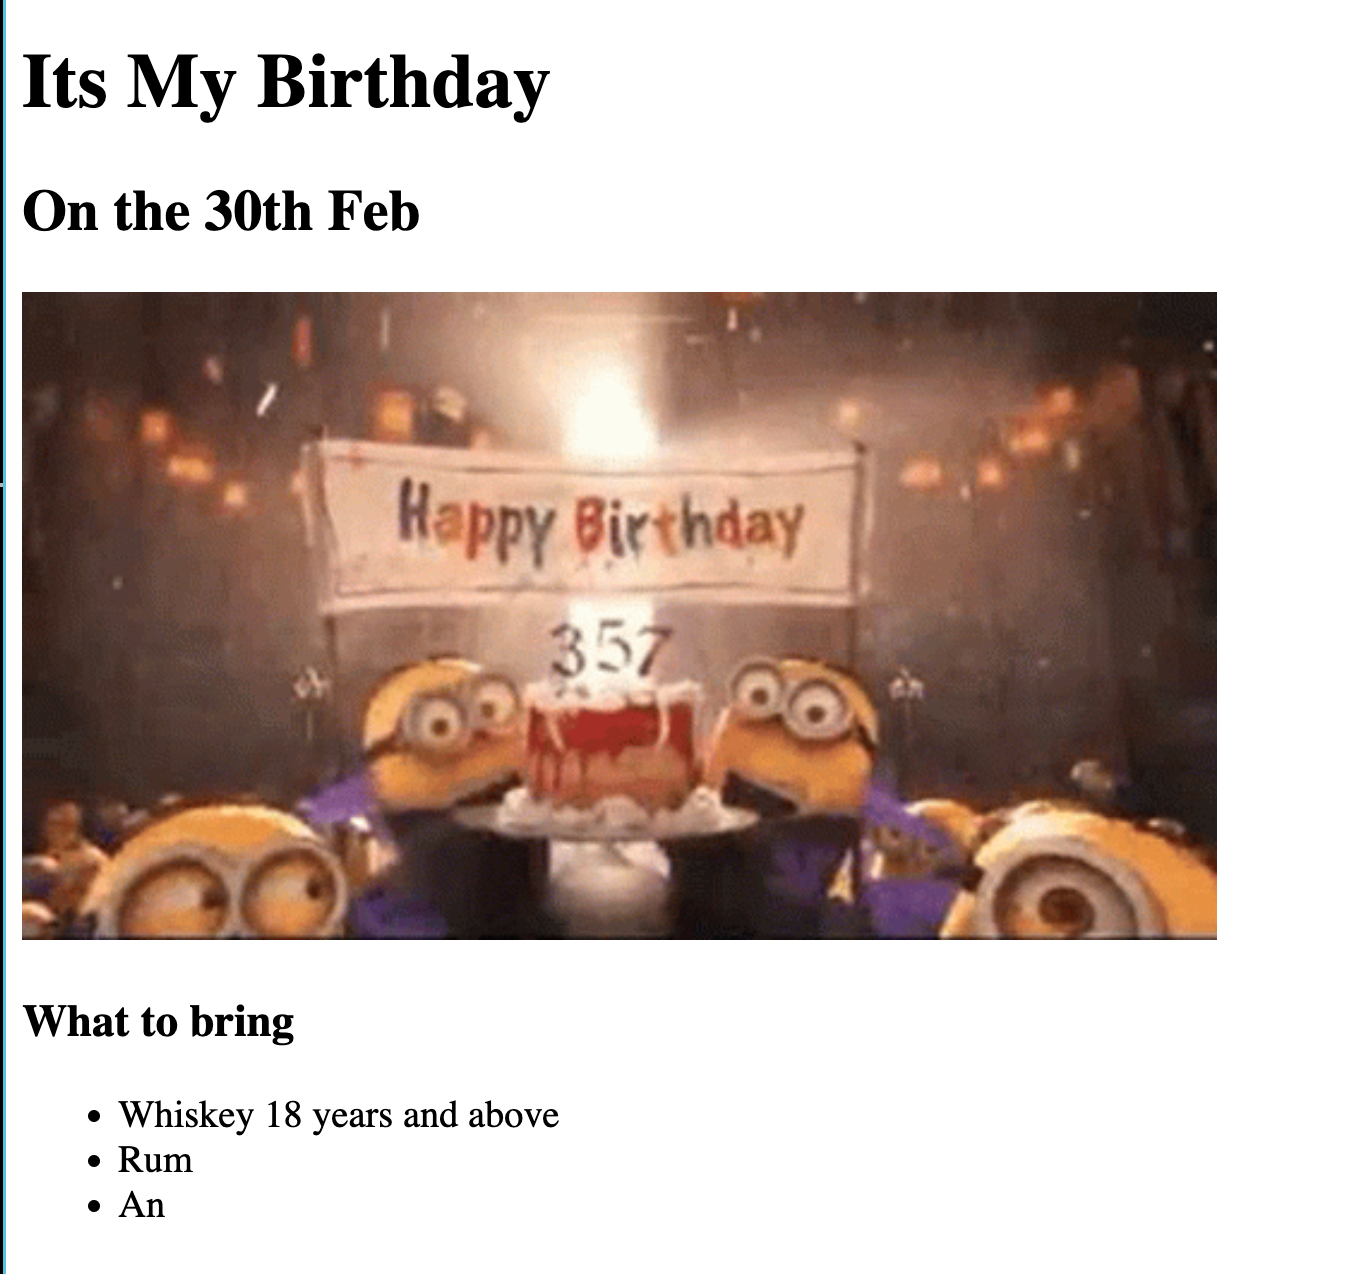 Its My Birthday
On the 30th Feb
Happy Birthday
357
What to bring
Whiskey 18 years and above
Rum
An